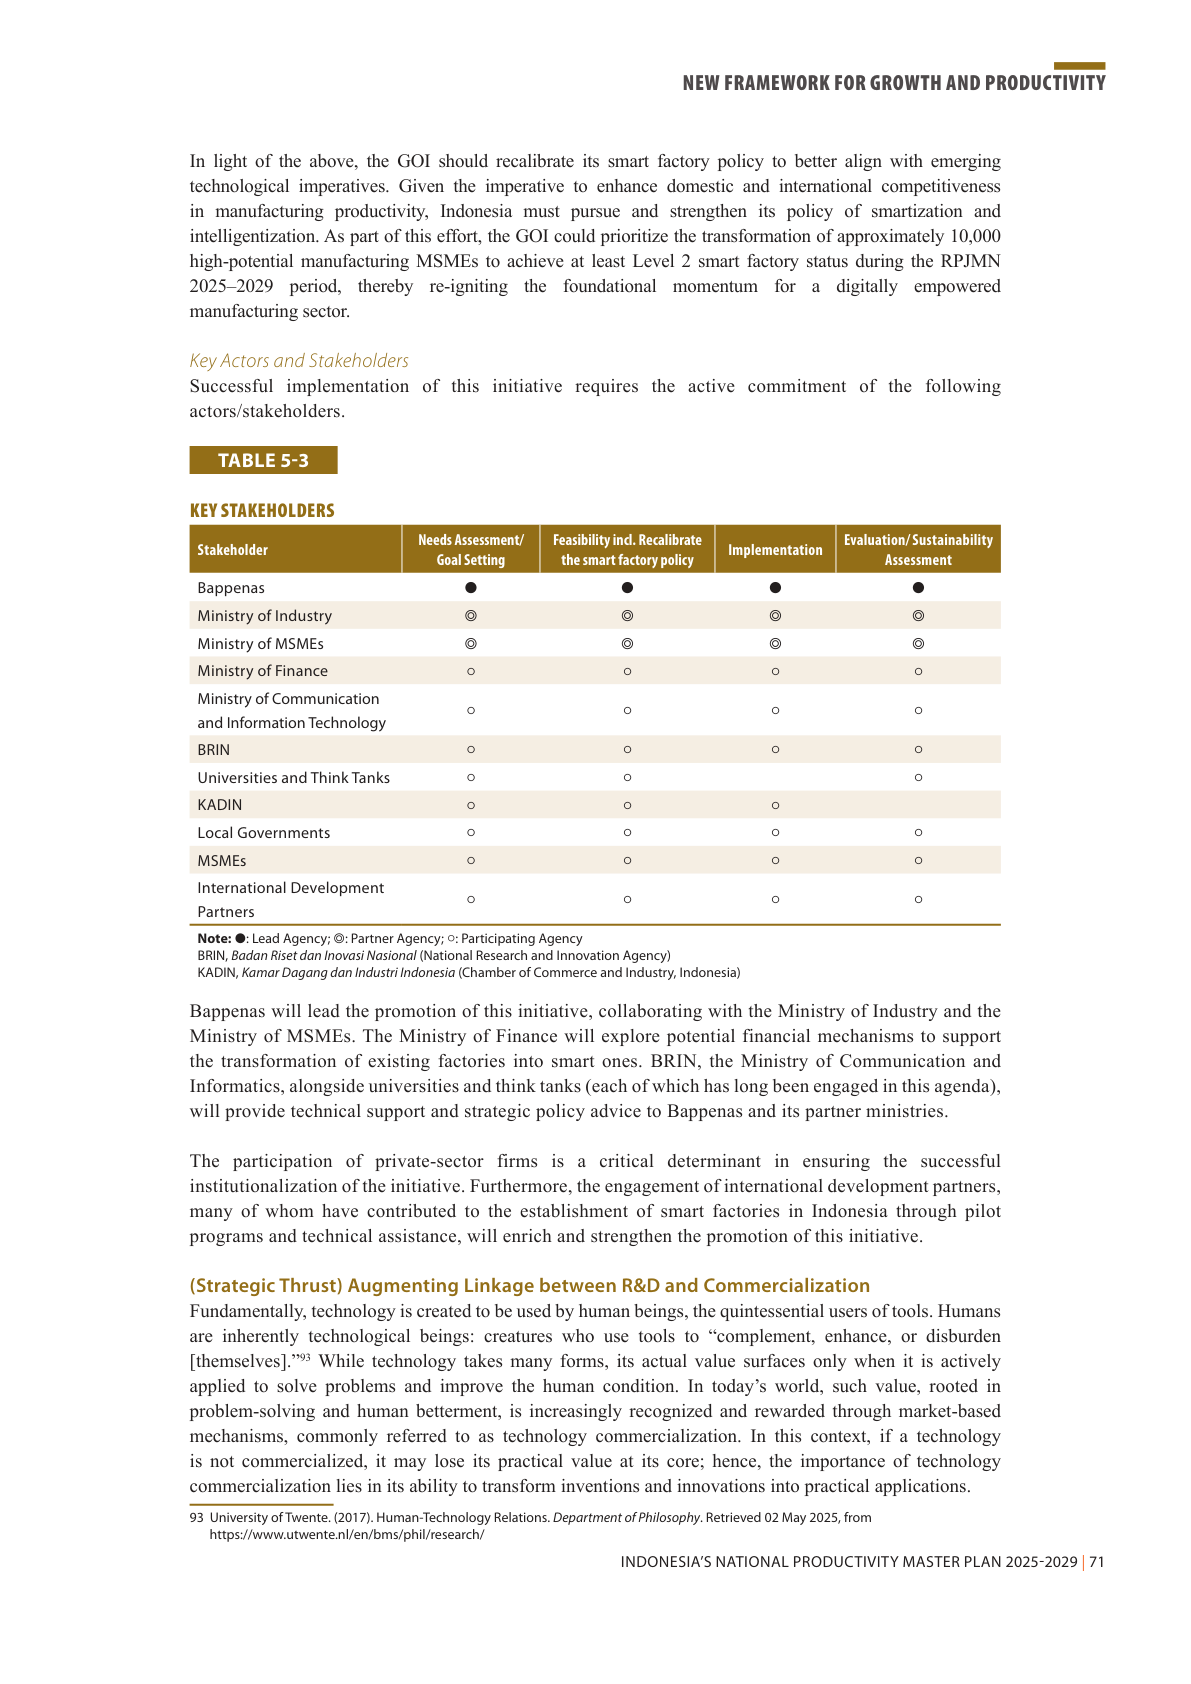 NEW FRAMEWORK FOR GROWTH AND PRODUCTIVITY
In light of the above, the GOI should recalibrate its smart factory policy to better align with emerging
technological imperatives. Given the imperative to enhance domestic and international competitiveness
in manufacturing productivity, Indonesia must pursue and strengthen its policy of smartization and
intelligentization. As part of this effort, the GOI could prioritize the transformation of approximately 10,000
high-potential manufacturing MSMEs to achieve at least Level 2 smart factory status during the RPJMN
2025–2029 period, thereby re-igniting the foundational momentum for a digitally empowered
manufacturing sector.
Key Actors and Stakeholders
Successful implementation of this initiative requires the active commitment of the following
actors/stakeholders.
TABLE 5-3
KEY STAKEHOLDERS
Stakeholder | Needs Assessment/ Goal Setting | Feasibility incl. Recalibrate the smart factory policy | Implementation | Evaluation/ Sustainability Assessment
Bappenas ● ● ● ●
Ministry of Industry ◎ ◎ ◎ ◎
Ministry of MSMEs ◎ ◎ ◎ ◎
Ministry of Finance ○ ○ ○ ○
Ministry of Communication
and Information Technology ○ ○ ○ ○
BRIN ○ ○ ○ ○
Universities and Think Tanks ○ ○ ○
KADIN ○ ○ ○
Local Governments ○ ○ ○ ○
MSMEs ○ ○ ○ ○
International Development
Partners ○ ○ ○ ○
Note: ●: Lead Agency; ◎: Partner Agency; ○: Participating Agency
BRIN, Badan Riset dan Inovasi Nasional (National Research and Innovation Agency)
KADIN, Kamar Dagang dan Industri Indonesia (Chamber of Commerce and Industry, Indonesia)
Bappenas will lead the promotion of this initiative, collaborating with the Ministry of Industry and the
Ministry of MSMEs. The Ministry of Finance will explore potential financial mechanisms to support
the transformation of existing factories into smart ones. BRIN, the Ministry of Communication and
Informatics, alongside universities and think tanks (each of which has long been engaged in this agenda),
will provide technical support and strategic policy advice to Bappenas and its partner ministries.
The participation of private-sector firms is a critical determinant in ensuring the successful
institutionalization of the initiative. Furthermore, the engagement of international development partners,
many of whom have contributed to the establishment of smart factories in Indonesia through pilot
programs and technical assistance, will enrich and strengthen the promotion of this initiative.
(Strategic Thrust) Augmenting Linkage between R&D and Commercialization
Fundamentally, technology is created to be used by human beings, the quintessential users of tools. Humans
are inherently technological beings: creatures who use tools to “complement, enhance, or disburden
[themselves].”93 While technology takes many forms, its actual value surfaces only when it is actively
applied to solve problems and improve the human condition. In today’s world, such value, rooted in
problem-solving and human betterment, is increasingly recognized and rewarded through market-based
mechanisms, commonly referred to as technology commercialization. In this context, if a technology
is not commercialized, it may lose its practical value at its core; hence, the importance of technology
commercialization lies in its ability to transform inventions and innovations into practical applications.
93 University of Twente. (2017). Human-Technology Relations. Department of Philosophy. Retrieved 02 May 2025, from
https://www.utwente.nl/en/bms/phil/research/
INDONESIA’S NATIONAL PRODUCTIVITY MASTER PLAN 2025-2029 | 71